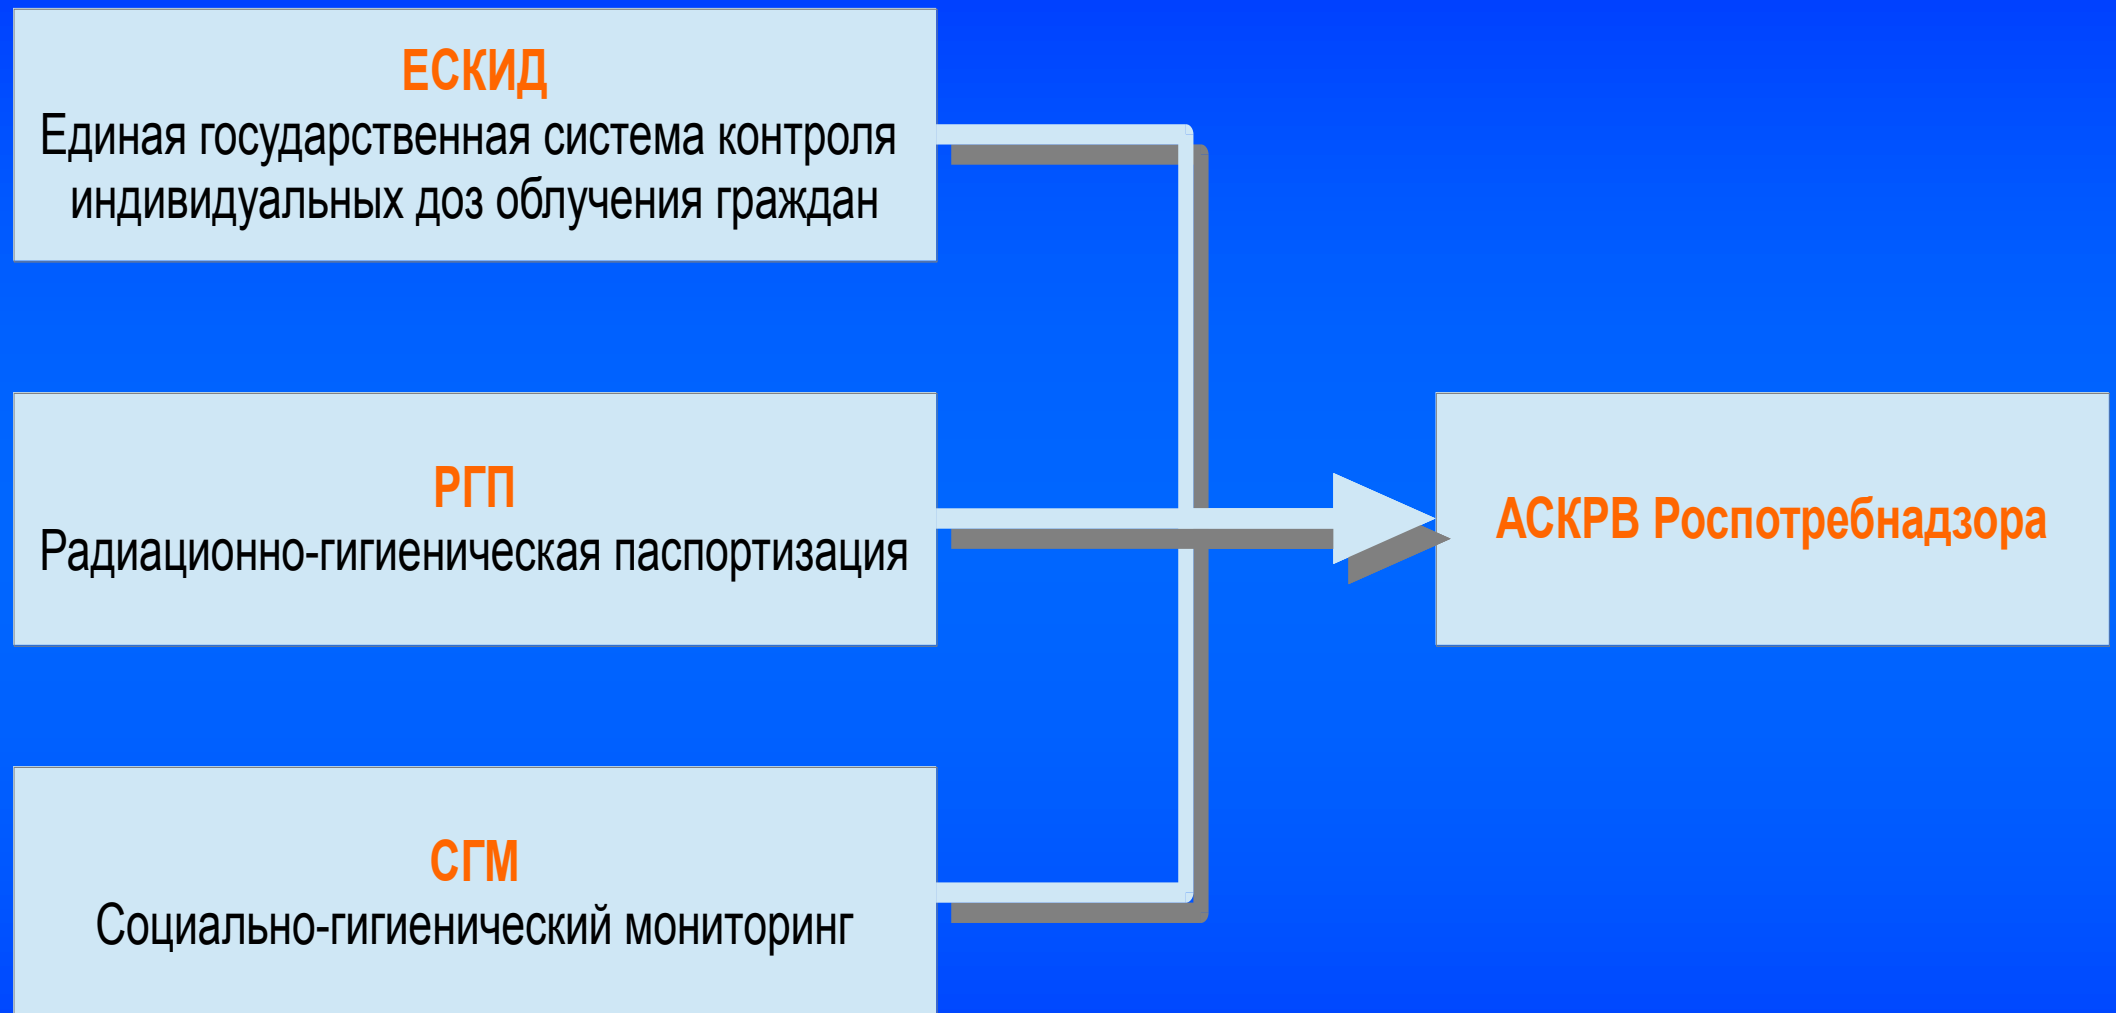 ЕСКИД
Единая государственная система контроля
индивидуальных доз облучения граждан
РГП
Радиационно-гигиеническая паспортизация
АСКРВ Роспотребнадзора
СГМ
Социально-гигиенический мониторинг